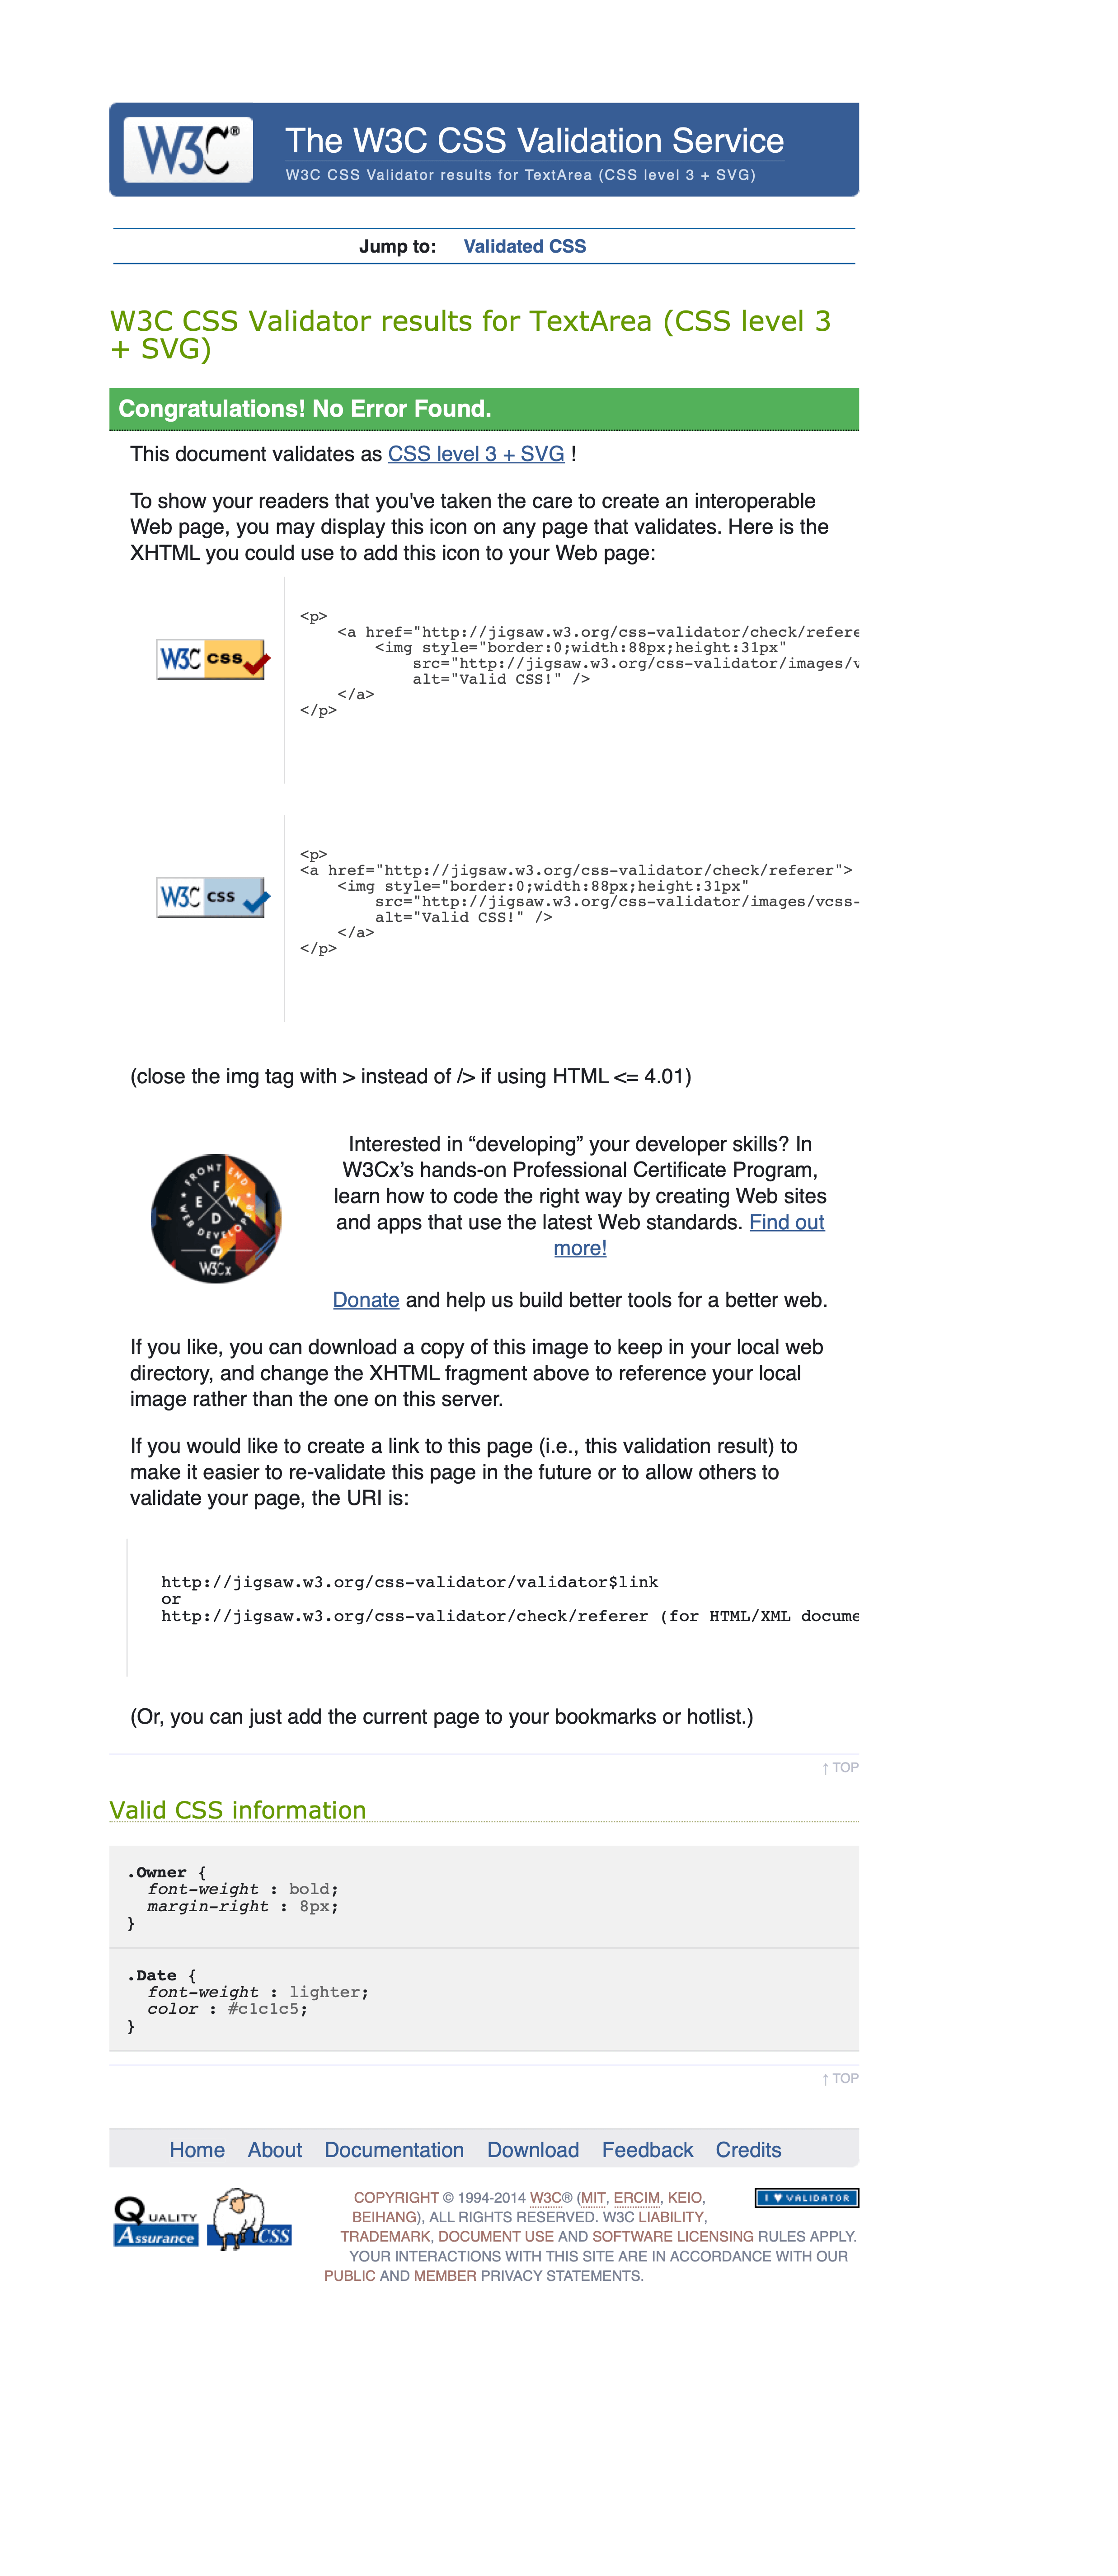 W3C®
The W3C CSS Validation Service
W3C CSS Validator results for TextArea (CSS level 3 + SVG)
Jump to: Validated CSS
W3C CSS Validator results for TextArea (CSS level 3
+ SVG)
Congratulations! No Error Found.
This document validates as CSS level 3 + SVG !
To show your readers that you've taken the care to create an interoperable
Web page, you may display this icon on any page that validates. Here is the
XHTML you could use to add this icon to your Web page:
W3C css
<p>
<a href="http://jigsaw.w3.org/css-validator/check/refere
<img style="border:0;width:88px;height:31px"
src="http://jigsaw.w3.org/css-validator/images/v
alt="Valid CSS!" />
</a>
</p>
W3C css
<p>
<a href="http://jigsaw.w3.org/css-validator/check/referer">
<img style="border:0;width:88px;height:31px"
src="http://jigsaw.w3.org/css-validator/images/vcss-
alt="Valid CSS!" />
</a>
</p>
(close the img tag with > instead of /> if using HTML <= 4.01)
FRONT END
WEB DEVELOPER
F
E W
D
BY
W3Cx
Interested in “developing” your developer skills? In
W3Cx’s hands-on Professional Certificate Program,
learn how to code the right way by creating Web sites
and apps that use the latest Web standards. Find out
more!
Donate and help us build better tools for a better web.
If you like, you can download a copy of this image to keep in your local web
directory, and change the XHTML fragment above to reference your local
image rather than the one on this server.
If you would like to create a link to this page (i.e., this validation result) to
make it easier to re-validate this page in the future or to allow others to
validate your page, the URI is:
http://jigsaw.w3.org/css-validator/validator$link
or
http://jigsaw.w3.org/css-validator/check/referer (for HTML/XML docume
(Or, you can just add the current page to your bookmarks or hotlist.)
↑ TOP
Valid CSS information
.Owner {
font-weight : bold;
margin-right : 8px;
}
.Date {
font-weight : lighter;
color : #c1c1c5;
}
↑ TOP
Home About Documentation Download Feedback Credits
QUALITY
Assurance
CSS
COPYRIGHT © 1994-2014 W3C® (MIT, ERCIM, KEIO,
I ♥ VALIDATOR
BEIHANG), ALL RIGHTS RESERVED. W3C LIABILITY,
TRADEMARK, DOCUMENT USE AND SOFTWARE LICENSING RULES APPLY.
YOUR INTERACTIONS WITH THIS SITE ARE IN ACCORDANCE WITH OUR
PUBLIC AND MEMBER PRIVACY STATEMENTS.